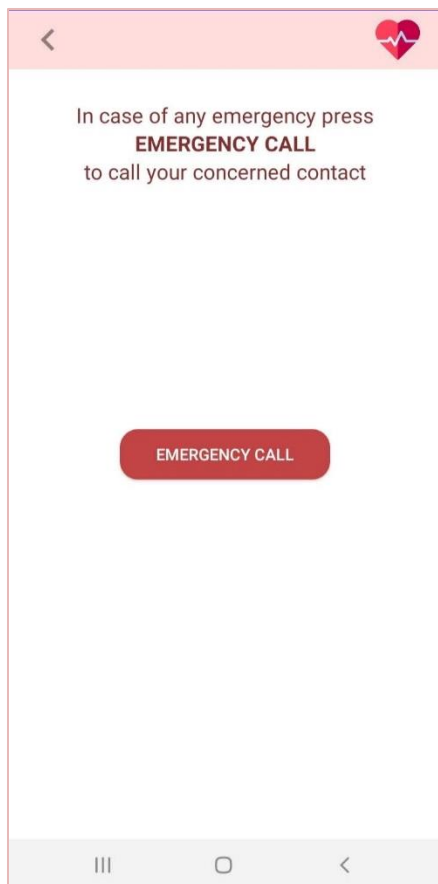 In case of any emergency press
EMERGENCY CALL
to call your concerned contact
EMERGENCY CALL